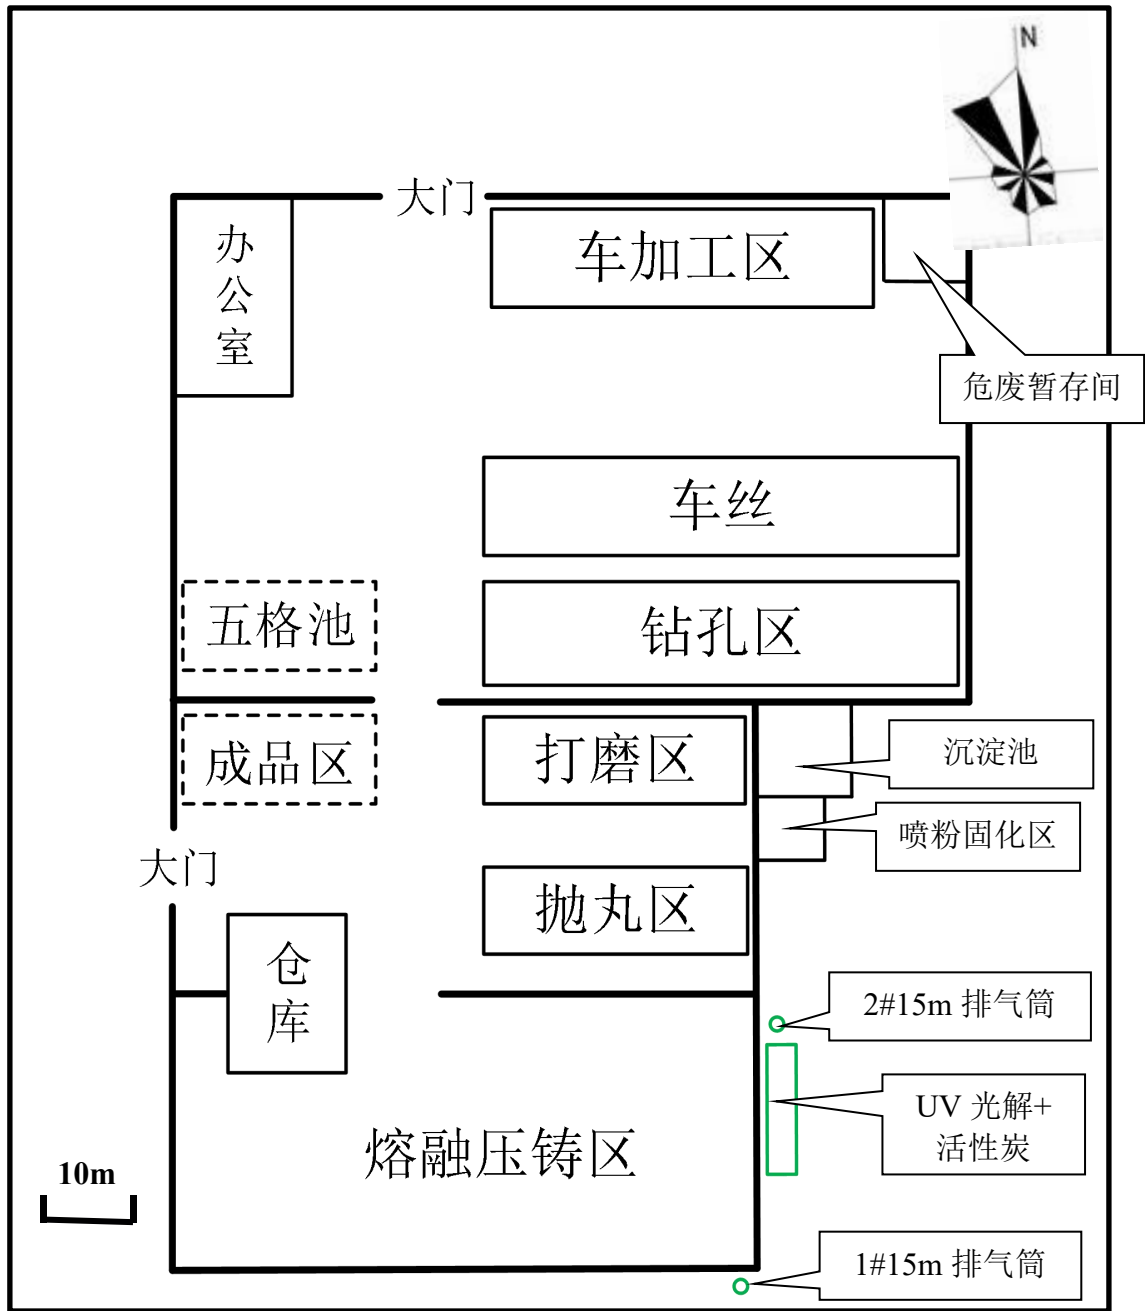 N
大门
办
公
室
车加工区
危废暂存间
车丝
五格池
钻孔区
成品区
打磨区
沉淀池
喷粉固化区
大门
抛丸区
仓
库
2#15m 排气筒
UV 光解+
活性炭
熔融压铸区
10m
1#15m 排气筒